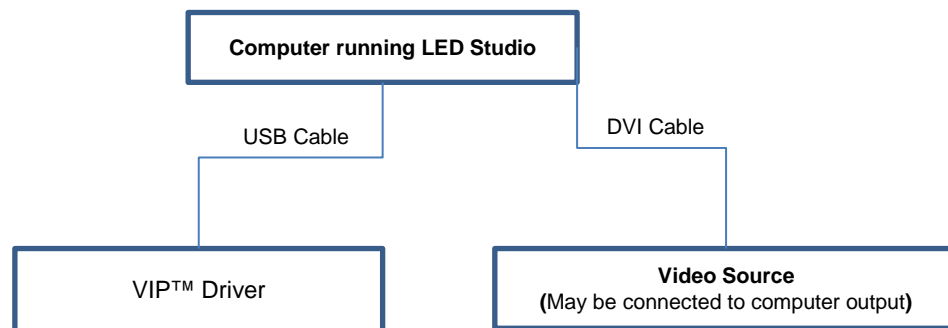 Computer running LED Studio
USB Cable
DVI Cable
VIP™ Driver
Video Source
(May be connected to computer output)